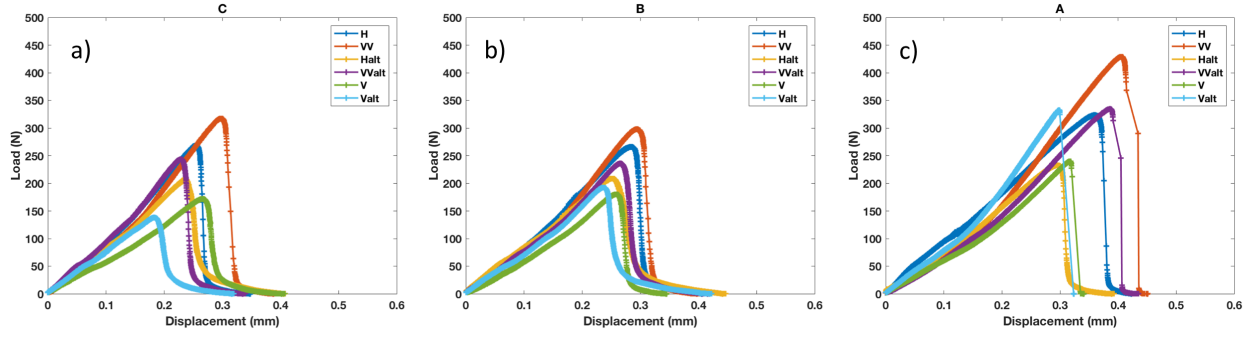 C
a)
H
VV
Halt
VValt
V
Valt
500
450
400
350
300
250
200
150
100
50
0
Load (N)
0 0.1 0.2 0.3 0.4 0.5 0.6
Displacement (mm)
B
b)
H
VV
Halt
VValt
V
Valt
500
450
400
350
300
250
200
150
100
50
0
Load (N)
0 0.1 0.2 0.3 0.4 0.5 0.6
Displacement (mm)
A
c)
H
VV
Halt
VValt
V
Valt
500
450
400
350
300
250
200
150
100
50
0
Load (N)
0 0.1 0.2 0.3 0.4 0.5 0.6
Displacement (mm)